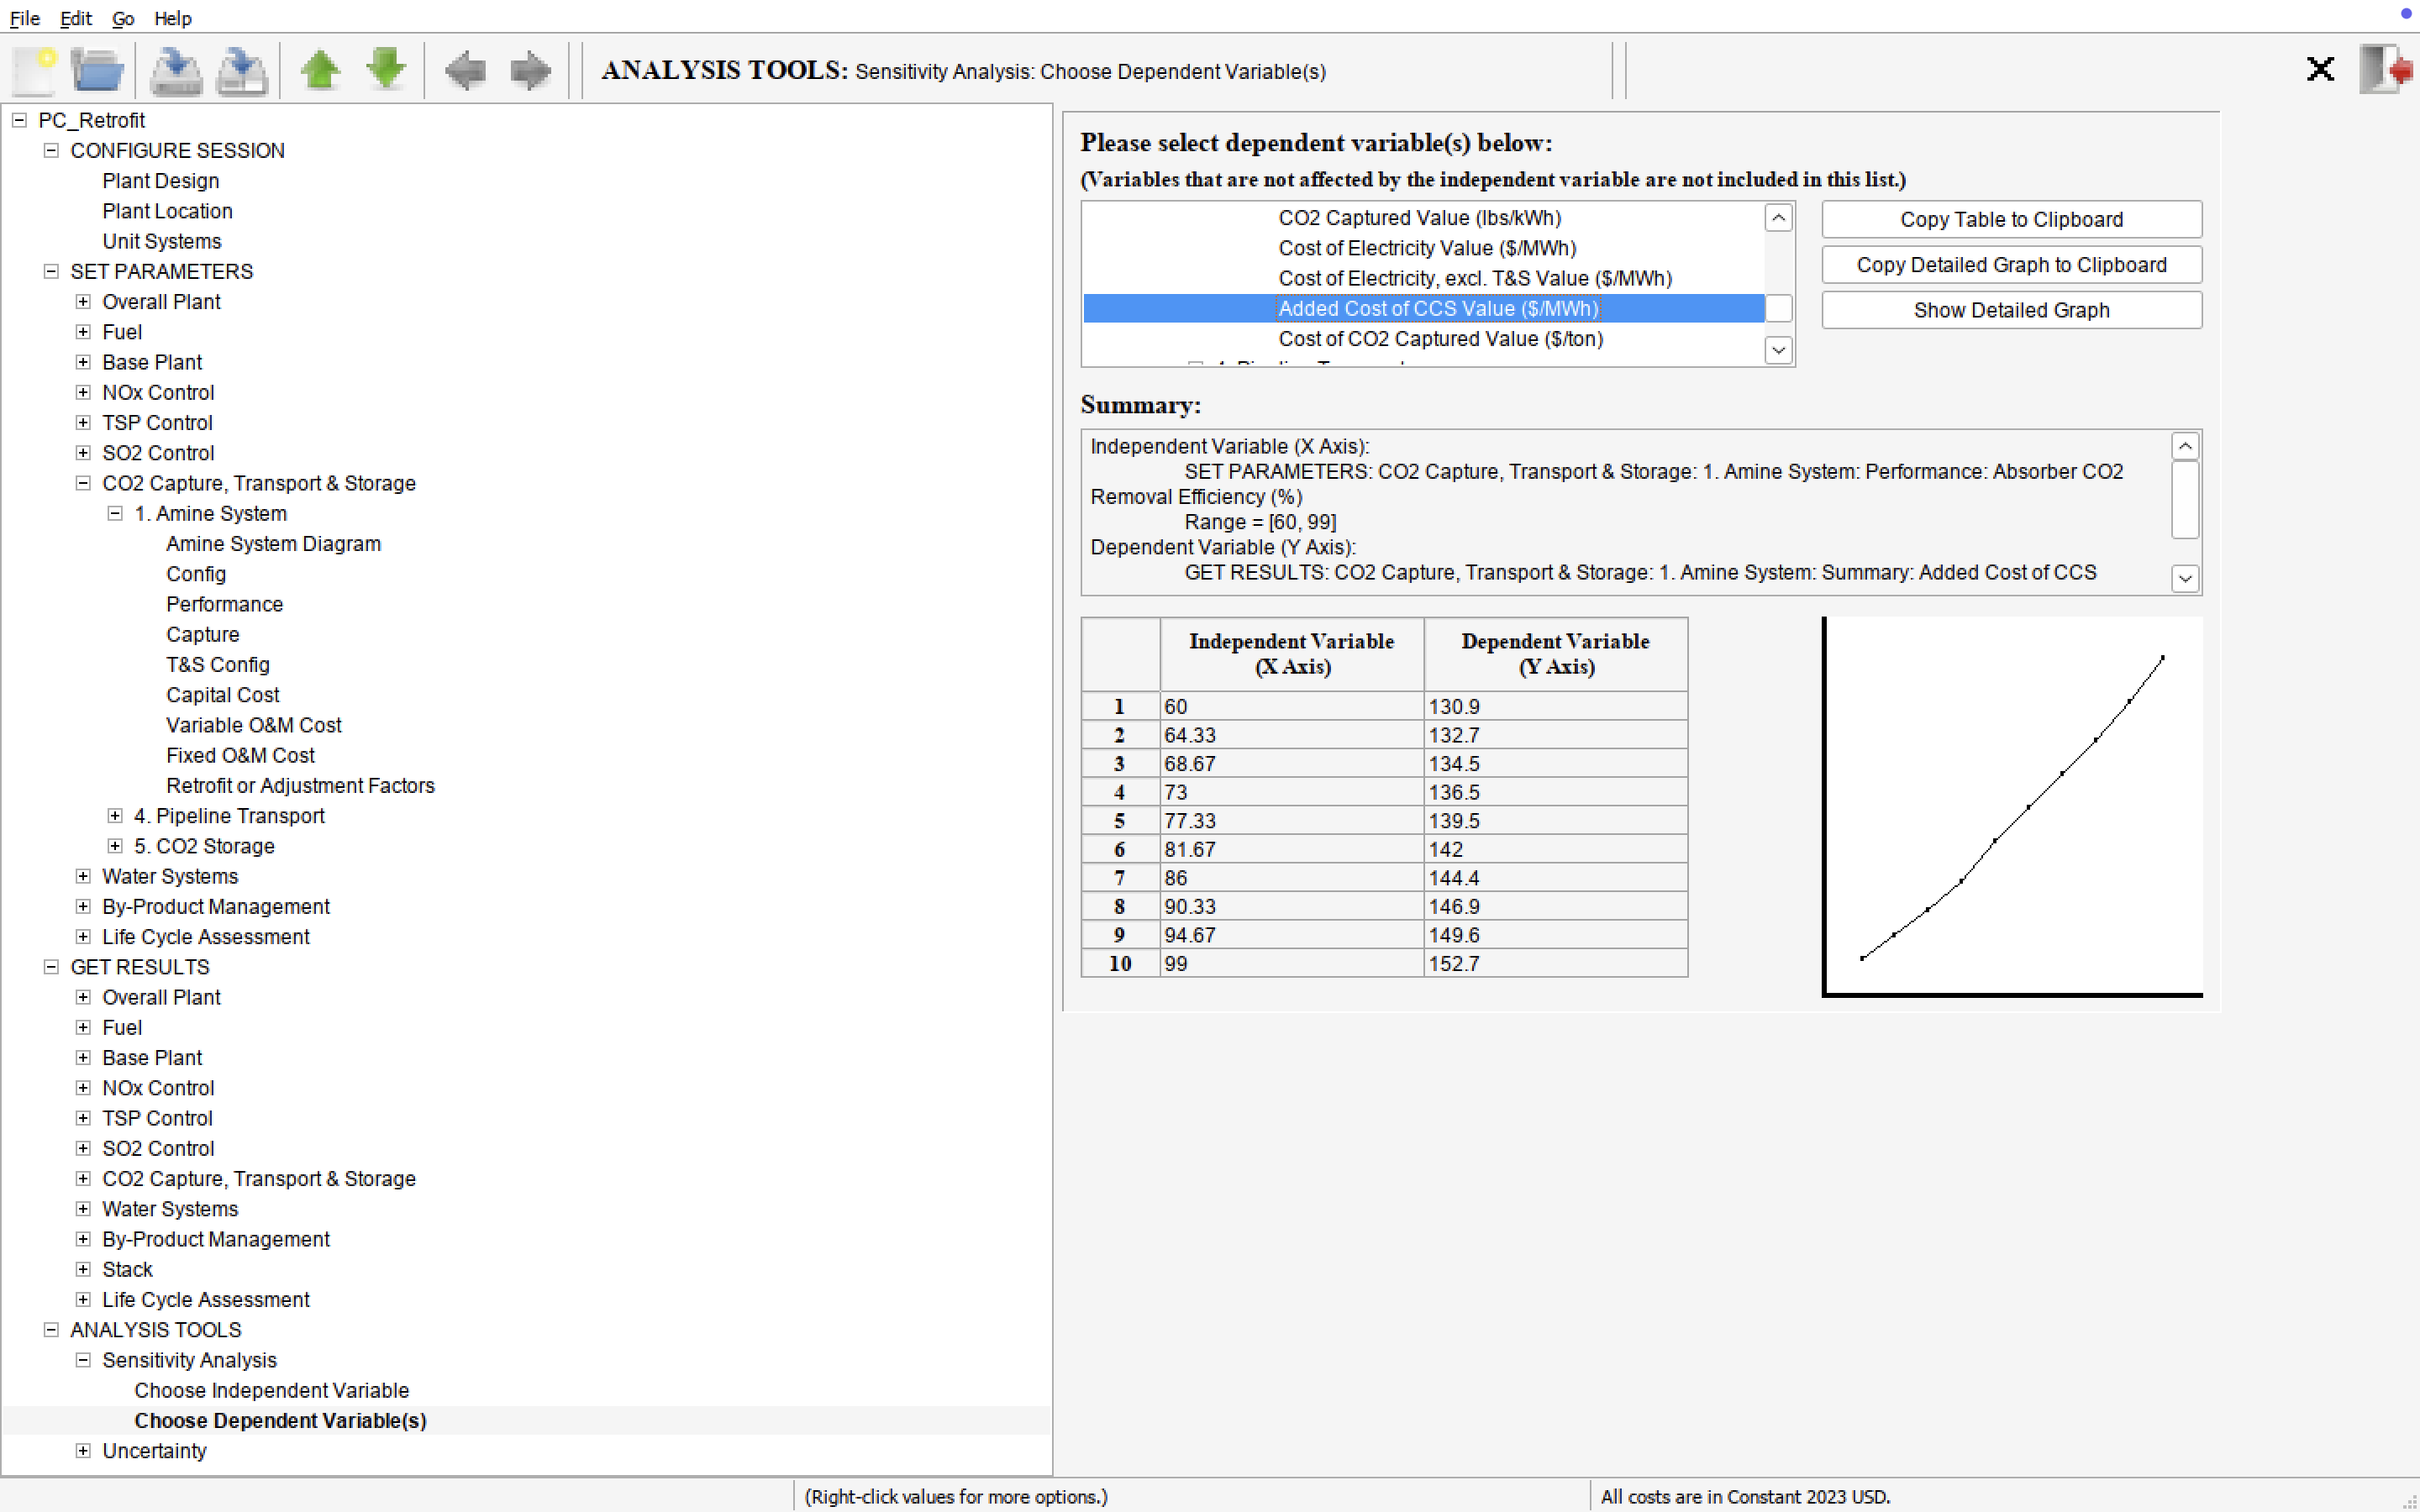 File Edit Go Help
ANALYSIS TOOLS: Sensitivity Analysis: Choose Dependent Variable(s)
PC_Retrofit
CONFIGURE SESSION
Plant Design
Plant Location
Unit Systems
SET PARAMETERS
Overall Plant
Fuel
Base Plant
NOx Control
TSP Control
SO2 Control
CO2 Capture, Transport & Storage
1. Amine System
Amine System Diagram
Config
Performance
Capture
T&S Config
Capital Cost
Variable O&M Cost
Fixed O&M Cost
Retrofit or Adjustment Factors
4. Pipeline Transport
5. CO2 Storage
Water Systems
By-Product Management
Life Cycle Assessment
GET RESULTS
Overall Plant
Fuel
Base Plant
NOx Control
TSP Control
SO2 Control
CO2 Capture, Transport & Storage
Water Systems
By-Product Management
Stack
Life Cycle Assessment
ANALYSIS TOOLS
Sensitivity Analysis
Choose Independent Variable
Choose Dependent Variable(s)
Uncertainty
Please select dependent variable(s) below:
(Variables that are not affected by the independent variable are not included in this list.)
CO2 Captured Value (lbs/kWh)
Cost of Electricity Value ($/MWh)
Cost of Electricity, excl. T&S Value ($/MWh)
Added Cost of CCS Value ($/MWh)
Cost of CO2 Captured Value ($/ton)
Copy Table to Clipboard
Copy Detailed Graph to Clipboard
Show Detailed Graph
Summary:
Independent Variable (X Axis):
SET PARAMETERS: CO2 Capture, Transport & Storage: 1. Amine System: Performance: Absorber CO2
Removal Efficiency (%)
Range = [60, 99]
Dependent Variable (Y Axis):
GET RESULTS: CO2 Capture, Transport & Storage: 1. Amine System: Summary: Added Cost of CCS
Independent Variable (X Axis) Dependent Variable (Y Axis)
1 60 130.9
2 64.33 132.7
3 68.67 134.5
4 73 136.5
5 77.33 139.5
6 81.67 142
7 86 144.4
8 90.33 146.9
9 94.67 149.6
10 99 152.7
(Right-click values for more options.)
All costs are in Constant 2023 USD.